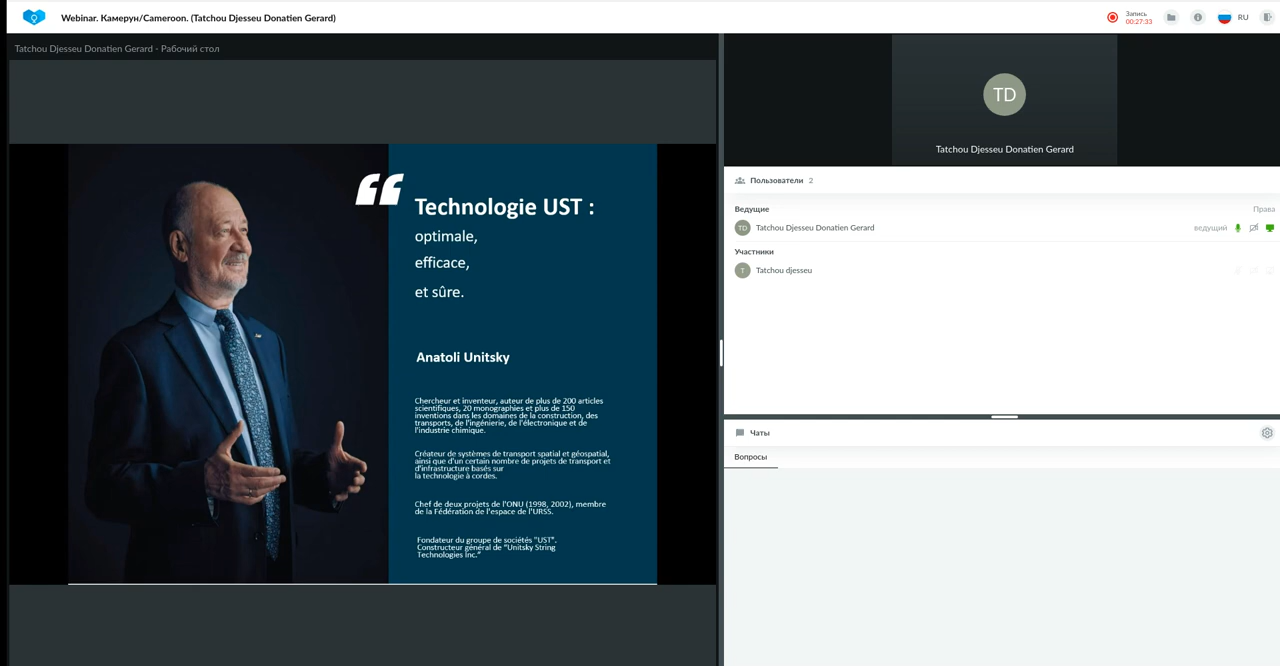 Webinar. Камерун/Cameroon. (Tatchou Djesseu Donatien Gerard)
Запись
00:27:33
RU
Tatchou Djesseu Donatien Gerard - Рабочий стол
“
Technologie UST :
optimale,
efficace,
et sûre.
Anatoli Unitsky
Chercheur et inventeur, auteur de plus de 200 articles
scientifiques, 20 monographies et plus de 150
inventions dans les domaines de la construction, des
transports, de l'ingénierie, de l'électronique et de
l'industrie chimique.
Créateur de systèmes de transport spatial et géospatial,
ainsi que d'un certain nombre de projets de transport et
d'infrastructure basés sur
la technologie à cordes.
Chef de deux projets de l'ONU (1998, 2002), membre
de la Fédération de l'espace de l'URSS.
Fondateur du groupe de sociétés "UST".
Constructeur général de "Unitsky String
Technologies Inc."
TD
Tatchou Djesseu Donatien Gerard
Пользователи 2
Ведущие Права
TD Tatchou Djesseu Donatien Gerard ведущий
Участники
T Tatchou djesseu
Чаты
Вопросы